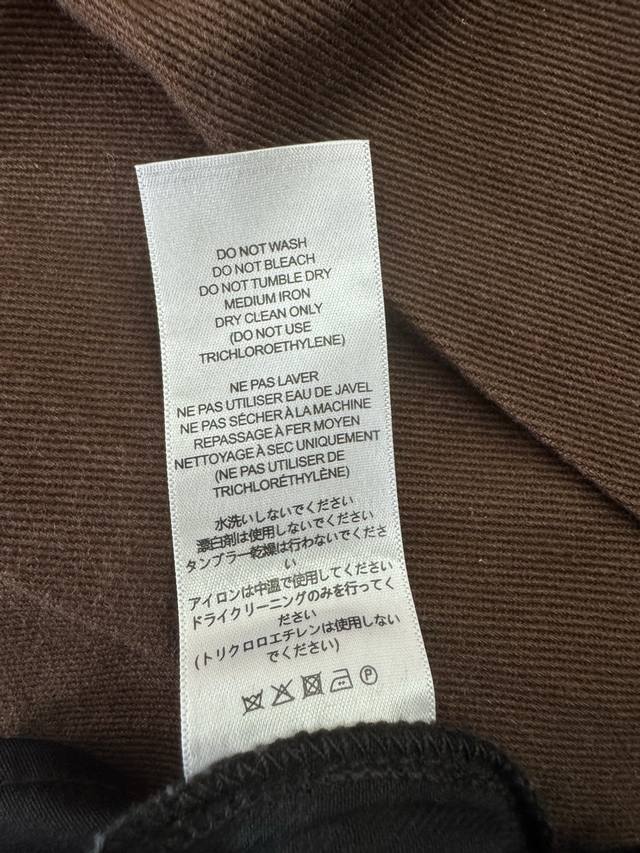 DO NOT WASH
DO NOT BLEACH
DO NOT TUMBLE DRY
MEDIUM IRON
DRY CLEAN ONLY
(DO NOT USE
TRICHLOROETHYLENE)
NE PAS LAVER
NE PAS UTILISER EAU DE JAVEL
NE PAS SÉCHER À LA MACHINE
REPASSAGE À FER MOYEN
NETTOYAGE À SEC UNIQUEMENT
(NE PAS UTILISER DE
TRICHLORÉTHYLÈNE)
水洗いしないでください
漂白剤は使用しないでください
タンブラー乾燥は行わないでくださ
い
アイロンは中温で使用してください
ドライクリーニングのみを行ってく
ださい
(トリクロロエチレンは使用しない
でください)
P